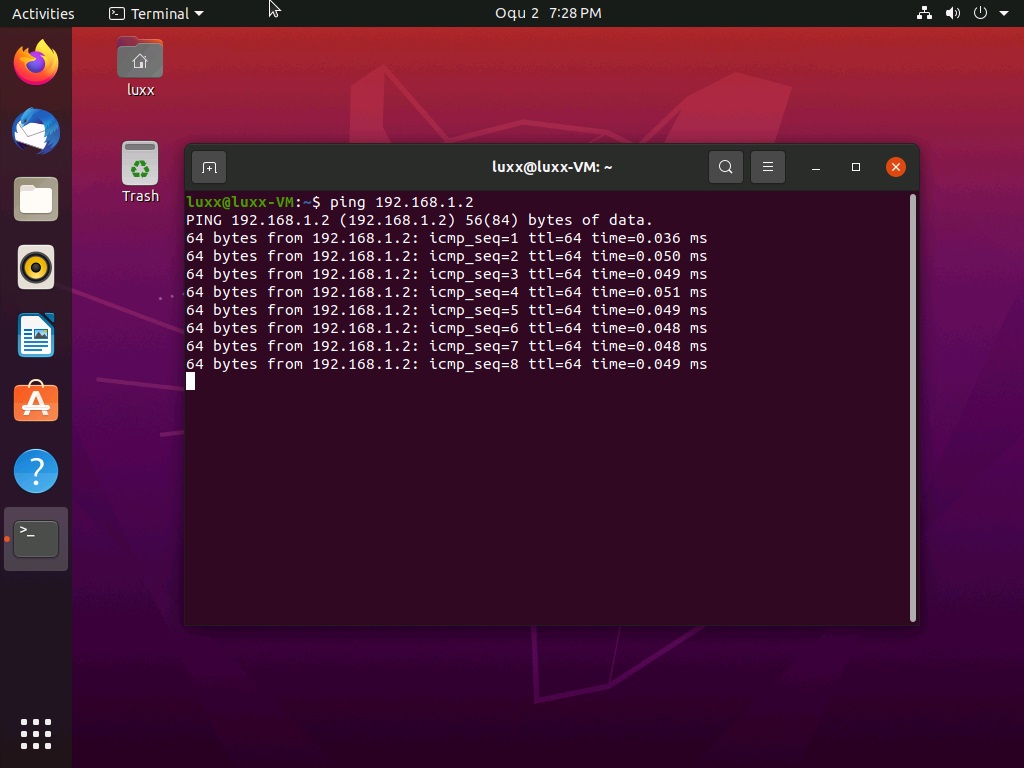 Activities
Terminal
Oqu 2 7:28 PM
luxx
Trash
luxx@luxx-VM: ~
luxx@luxx-VM:~$ ping 192.168.1.2
PING 192.168.1.2 (192.168.1.2) 56(84) bytes of data.
64 bytes from 192.168.1.2: icmp_seq=1 ttl=64 time=0.036 ms
64 bytes from 192.168.1.2: icmp_seq=2 ttl=64 time=0.050 ms
64 bytes from 192.168.1.2: icmp_seq=3 ttl=64 time=0.049 ms
64 bytes from 192.168.1.2: icmp_seq=4 ttl=64 time=0.051 ms
64 bytes from 192.168.1.2: icmp_seq=5 ttl=64 time=0.049 ms
64 bytes from 192.168.1.2: icmp_seq=6 ttl=64 time=0.048 ms
64 bytes from 192.168.1.2: icmp_seq=7 ttl=64 time=0.048 ms
64 bytes from 192.168.1.2: icmp_seq=8 ttl=64 time=0.049 ms